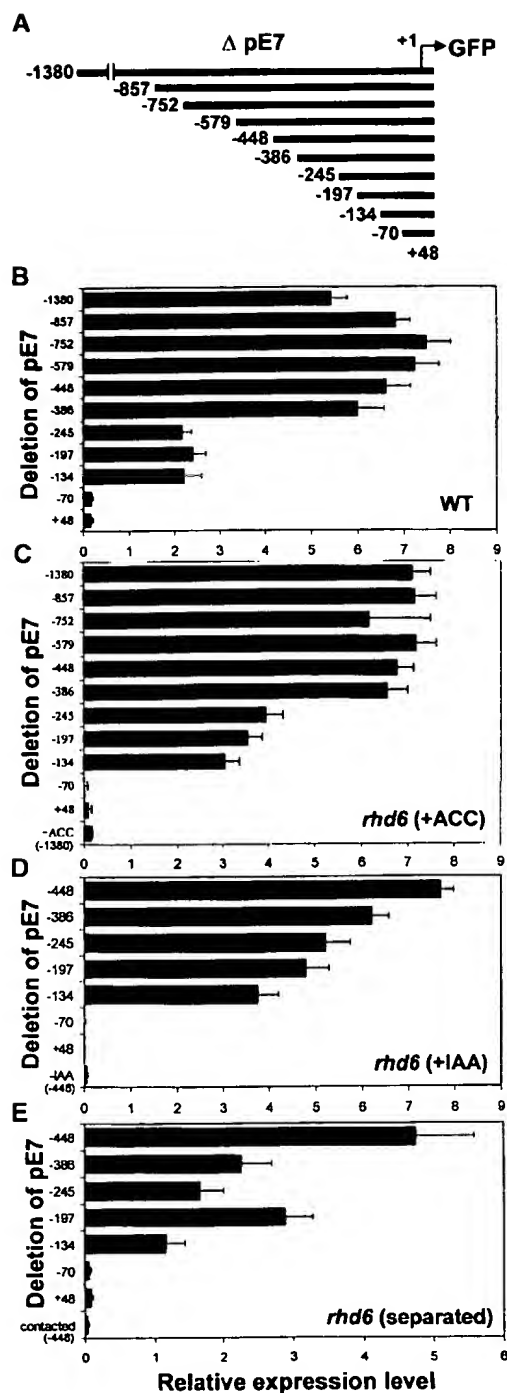 A
Δ pE7
+1
GFP
-1380
-857
-752
-579
-448
-386
-245
-197
-134
-70
+48
B
Deletion of pE7
-1380
-857
-752
-579
-448
-386
-245
-197
-134
-70
+48
WT
0 1 2 3 4 5 6 7 8 9
C
Deletion of pE7
-1380
-857
-752
-579
-448
-386
-245
-197
-134
-70
+48
-ACC
(-1380)
rhd6 (+ACC)
0 1 2 3 4 5 6 7 8
D
Deletion of pE7
-448
-386
-245
-197
-134
-70
+48
-IAA
(-448)
rhd6 (+IAA)
0 1 2 3 4 5 6 7 8 9
E
Deletion of pE7
-448
-386
-245
-197
-134
-70
+48
contacted
(-448)
rhd6 (separated)
0 1 2 3 4 5 6
Relative expression level